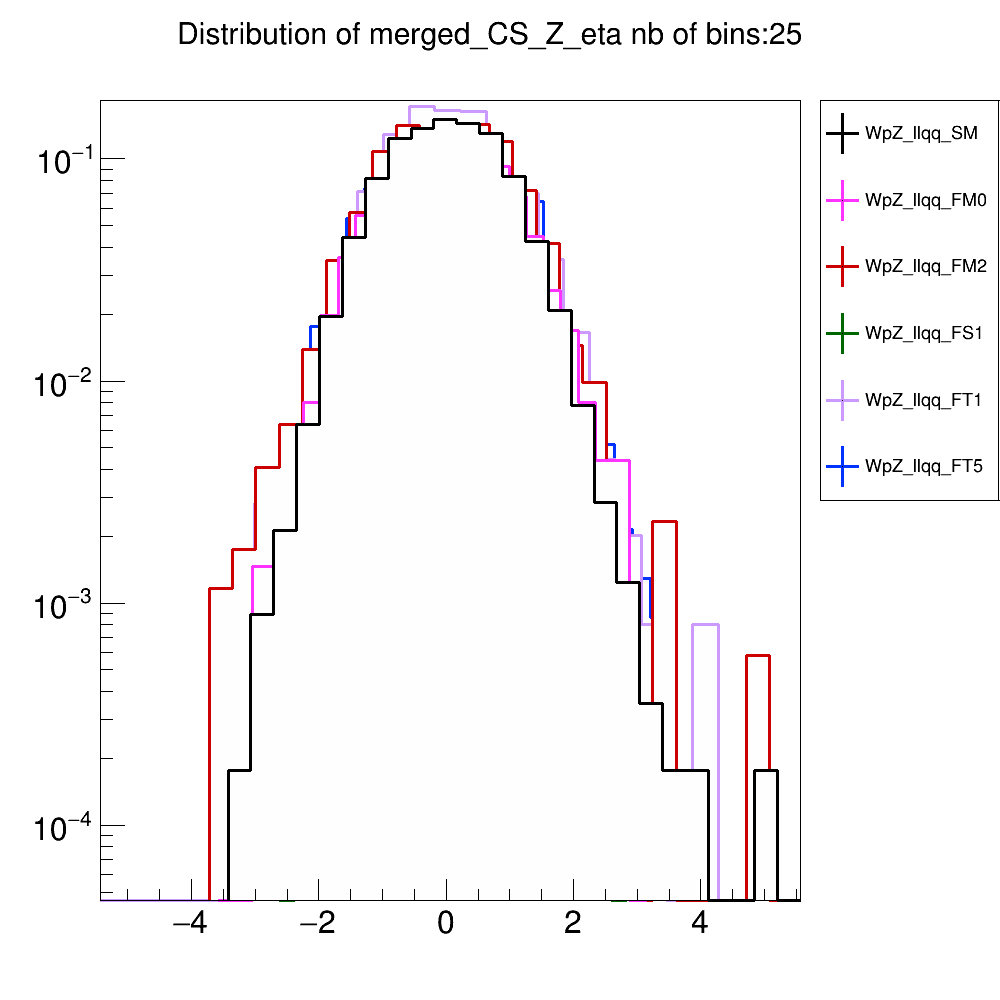 Distribution of merged_CS_Z_eta nb of bins:25
10−1
10−2
10−3
10−4
−4 −2 0 2 4
WpZ_llqq_SM
WpZ_llqq_FM0
WpZ_llqq_FM2
WpZ_llqq_FS1
WpZ_llqq_FT1
WpZ_llqq_FT5